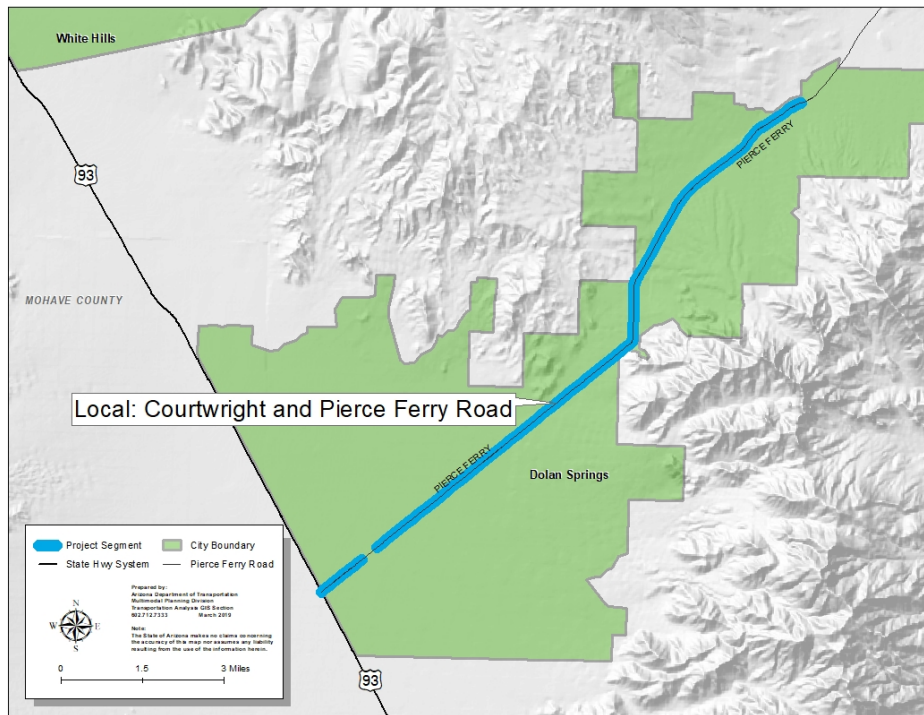 White Hills
93
PIERCE FERRY
MOHAVE COUNTY
Local: Courtwright and Pierce Ferry Road
PIERCE FERRY
Dolan Springs
Project Segment
City Boundary
State Hwy System
Pierce Ferry Road
Prepared by:
Arizona Department of Transportation
Multimodal Planning Division
Transportation Analysis GIS Section
602.712.7333 March 2019
Note:
The State of Arizona makes no claims concerning
the accuracy of this map nor assumes any liability
resulting from the use of the information herein.
N
W E
S
0 1.5 3 Miles
93